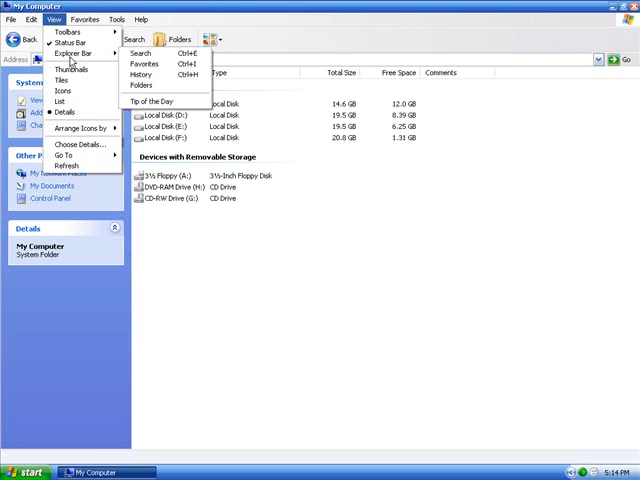 My Computer
File Edit View Favorites Tools Help
Back Search Folders
Address Go
Toolbars
Status Bar
Explorer Bar
Thumbnails
Tiles
Icons
List
Details
Arrange Icons by
Choose Details...
Go To
Refresh
Search Ctrl+E
Favorites Ctrl+I
History Ctrl+H
Folders
Tip of the Day
System
View
Add
Other
My Documents
Control Panel
Details
My Computer
System Folder
Type Total Size Free Space Comments
Local Disk 14.6 GB 12.0 GB
Local Disk (D:) Local Disk 19.5 GB 8.39 GB
Local Disk (E:) Local Disk 19.5 GB 6.25 GB
Local Disk (F:) Local Disk 20.8 GB 1.31 GB
Devices with Removable Storage
3½ Floppy (A:) 3½-Inch Floppy Disk
DVD-RAM Drive (H:) CD Drive
CD-RW Drive (G:) CD Drive
start My Computer 5:14 PM